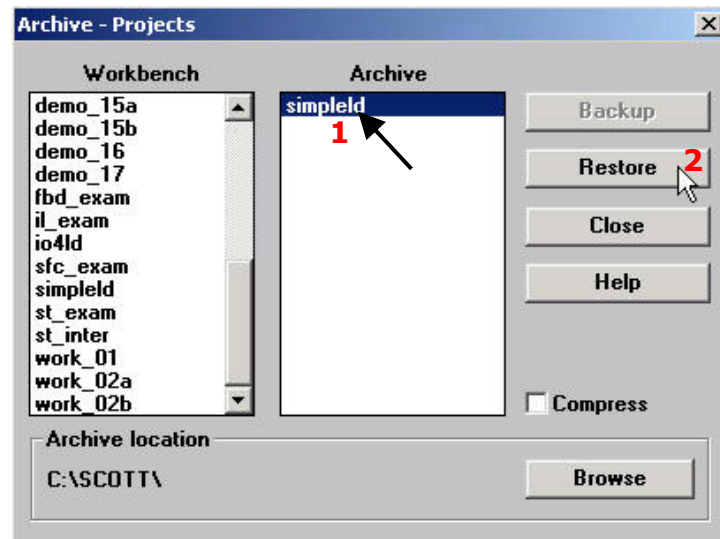 Archive - Projects
Workbench
Archive
demo_15a
demo_15b
demo_16
demo_17
fbd_exam
il_exam
io4ld
sfc_exam
simpleld
st_exam
st_inter
work_01
work_02a
work_02b
simpleld
1
Backup
Restore
2
Close
Help
Compress
Archive location
C:\SCOTT\
Browse